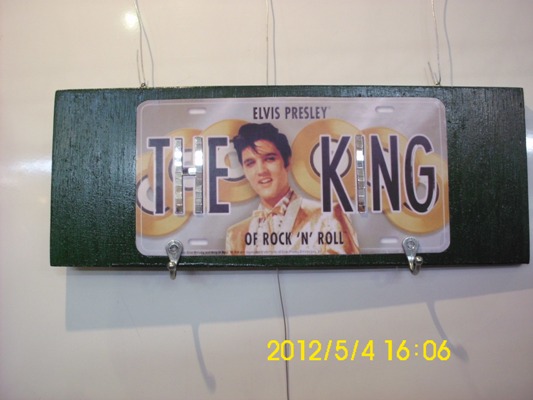 ELVIS PRESLEY
THE KING
OF ROCK 'N' ROLL
2012/5/4 16:06